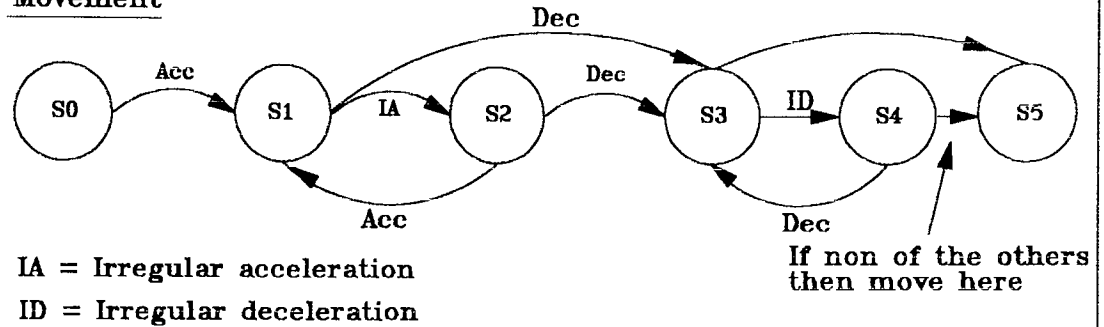 Movement
Dec
Acc
Dec
IA
ID
S0
S1
S2
S3
S4
S5
Acc
Dec
IA = Irregular acceleration
ID = Irregular deceleration
If non of the others
then move here